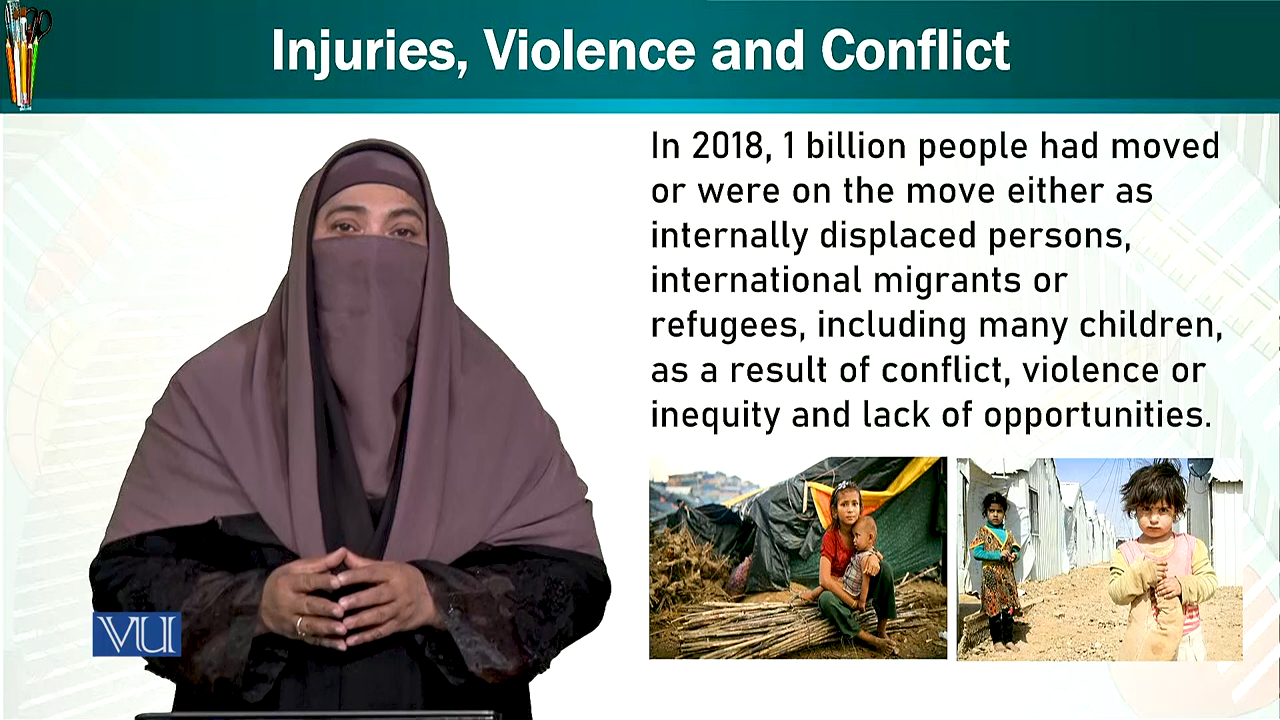 Injuries, Violence and Conflict
In 2018, 1 billion people had moved
or were on the move either as
internally displaced persons,
international migrants or
refugees, including many children,
as a result of conflict, violence or
inequity and lack of opportunities.
VU